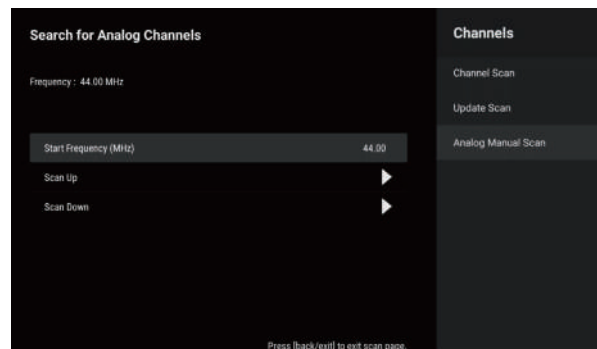 Search for Analog Channels
Frequency : 44.00 MHz
Start Frequency (MHz) 44.00
Scan Up
Scan Down
Press [back/exit] to exit scan page.
Channels
Channel Scan
Update Scan
Analog Manual Scan